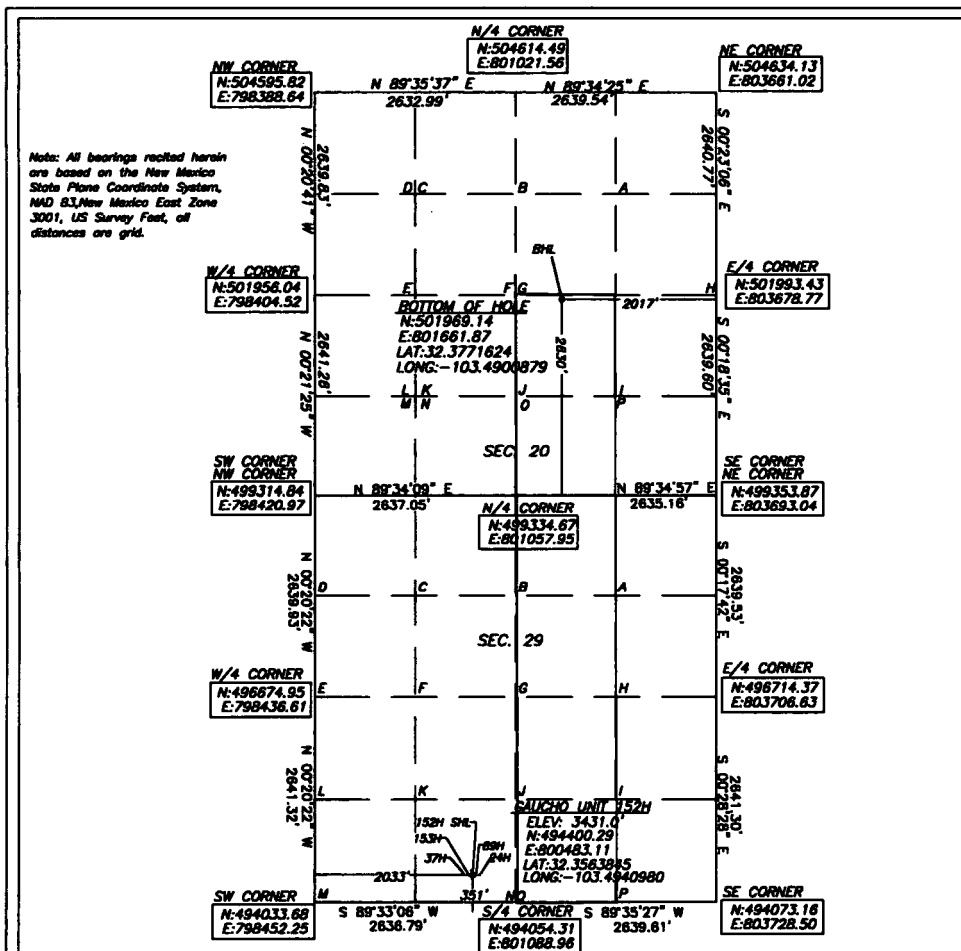 N/4 CORNER
N:504614.49
E:801021.56
NW CORNER
N:504595.82
E:798388.64
NE CORNER
N:504634.13
E:803661.02
N 89°35'37" E
2632.99'
N 89°34'25" E
2639.54'
Note: All bearings recited herein
are based on the New Mexico
State Plane Coordinate System,
NAD 83,New Mexico East Zone
3001, US Survey Feet, all
distances are grid.
N 00°20'41" W
2639.83'
S 00°23'06" E
2640.77'
D C B A
BHL
W/4 CORNER
N:501956.04
E:798404.52
E/4 CORNER
N:501993.43
E:803678.77
E F G H
2017'
BOTTOM OF HOLE
N:501969.14
E:801661.87
LAT:32.3771624
LONG:-103.4900879
2630'
N 00°21'25" W
2641.28'
S 00°18'35" E
2639.60'
L K J I
M N O P
SEC. 20
SW CORNER
NW CORNER
N:499314.84
E:798420.97
SE CORNER
NE CORNER
N:499353.87
E:803693.04
N 89°34'09" E
2637.05'
N 89°34'57" E
2635.16'
N/4 CORNER
N:499334.67
E:801057.95
N 00°20'22" W
2639.93'
S 00°17'42" E
2639.53'
D C B A
SEC. 29
W/4 CORNER
N:496674.95
E:798436.61
E/4 CORNER
N:496714.37
E:803706.63
E F G H
N 00°20'22" W
2641.32'
S 00°28'28" E
2641.30'
L K J I
GAUCHO UNIT 152H
ELEV: 3431.0'
N:494400.29
E:800483.11
LAT:32.3563845
LONG:-103.4940980
152H SHL
153H
37H
89H
24H
2033'
351'
M N O P
SW CORNER
N:494033.68
E:798452.25
S 89°33'06" W
2636.79'
S/4 CORNER
N:494054.31
E:801088.96
S 89°35'27" W
2639.61'
SE CORNER
N:494073.16
E:803728.50